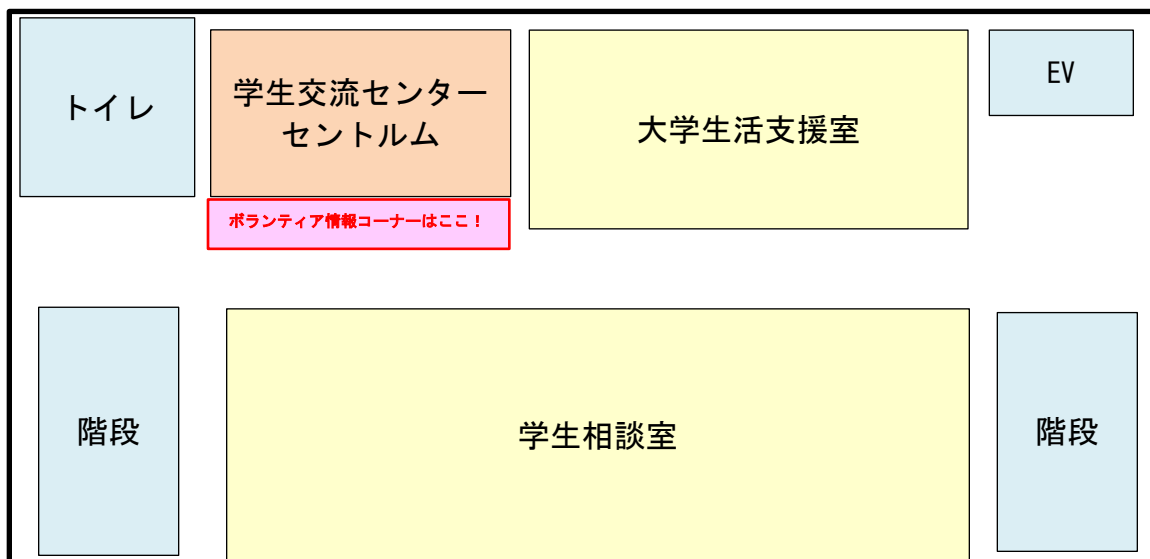 トイレ
学生交流センター
セントルム
大学生活支援室
EV
ボランティア情報コーナーはここ！
階段
学生相談室
階段